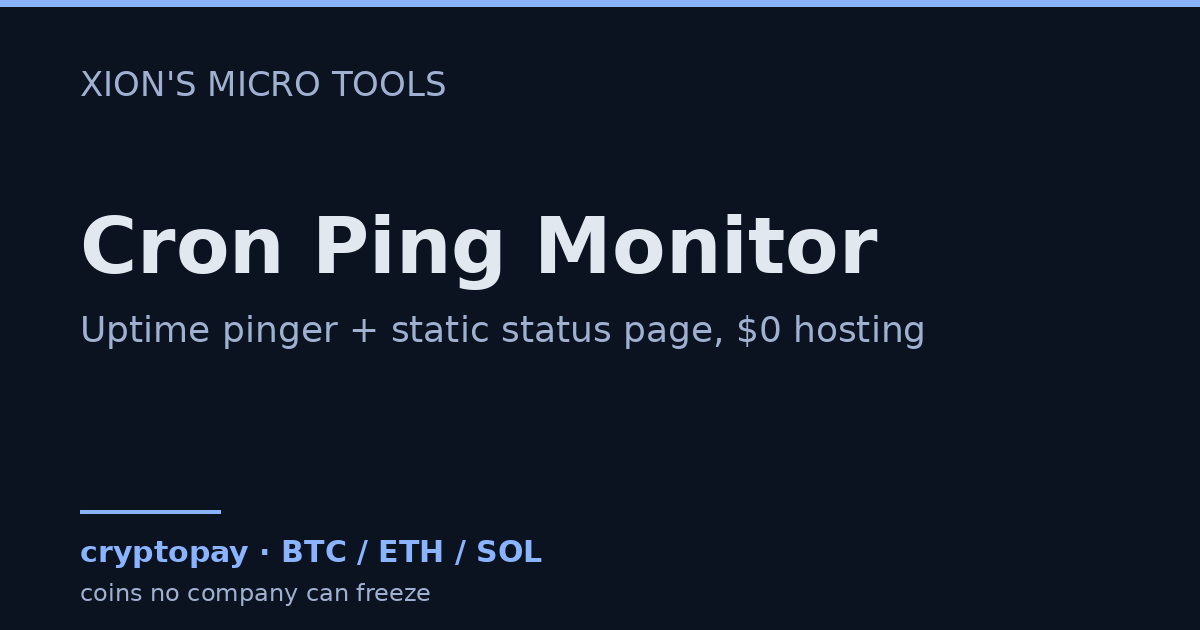 XION'S MICRO TOOLS
Cron Ping Monitor
Uptime pinger + static status page, $0 hosting
cryptopay · BTC / ETH / SOL
coins no company can freeze